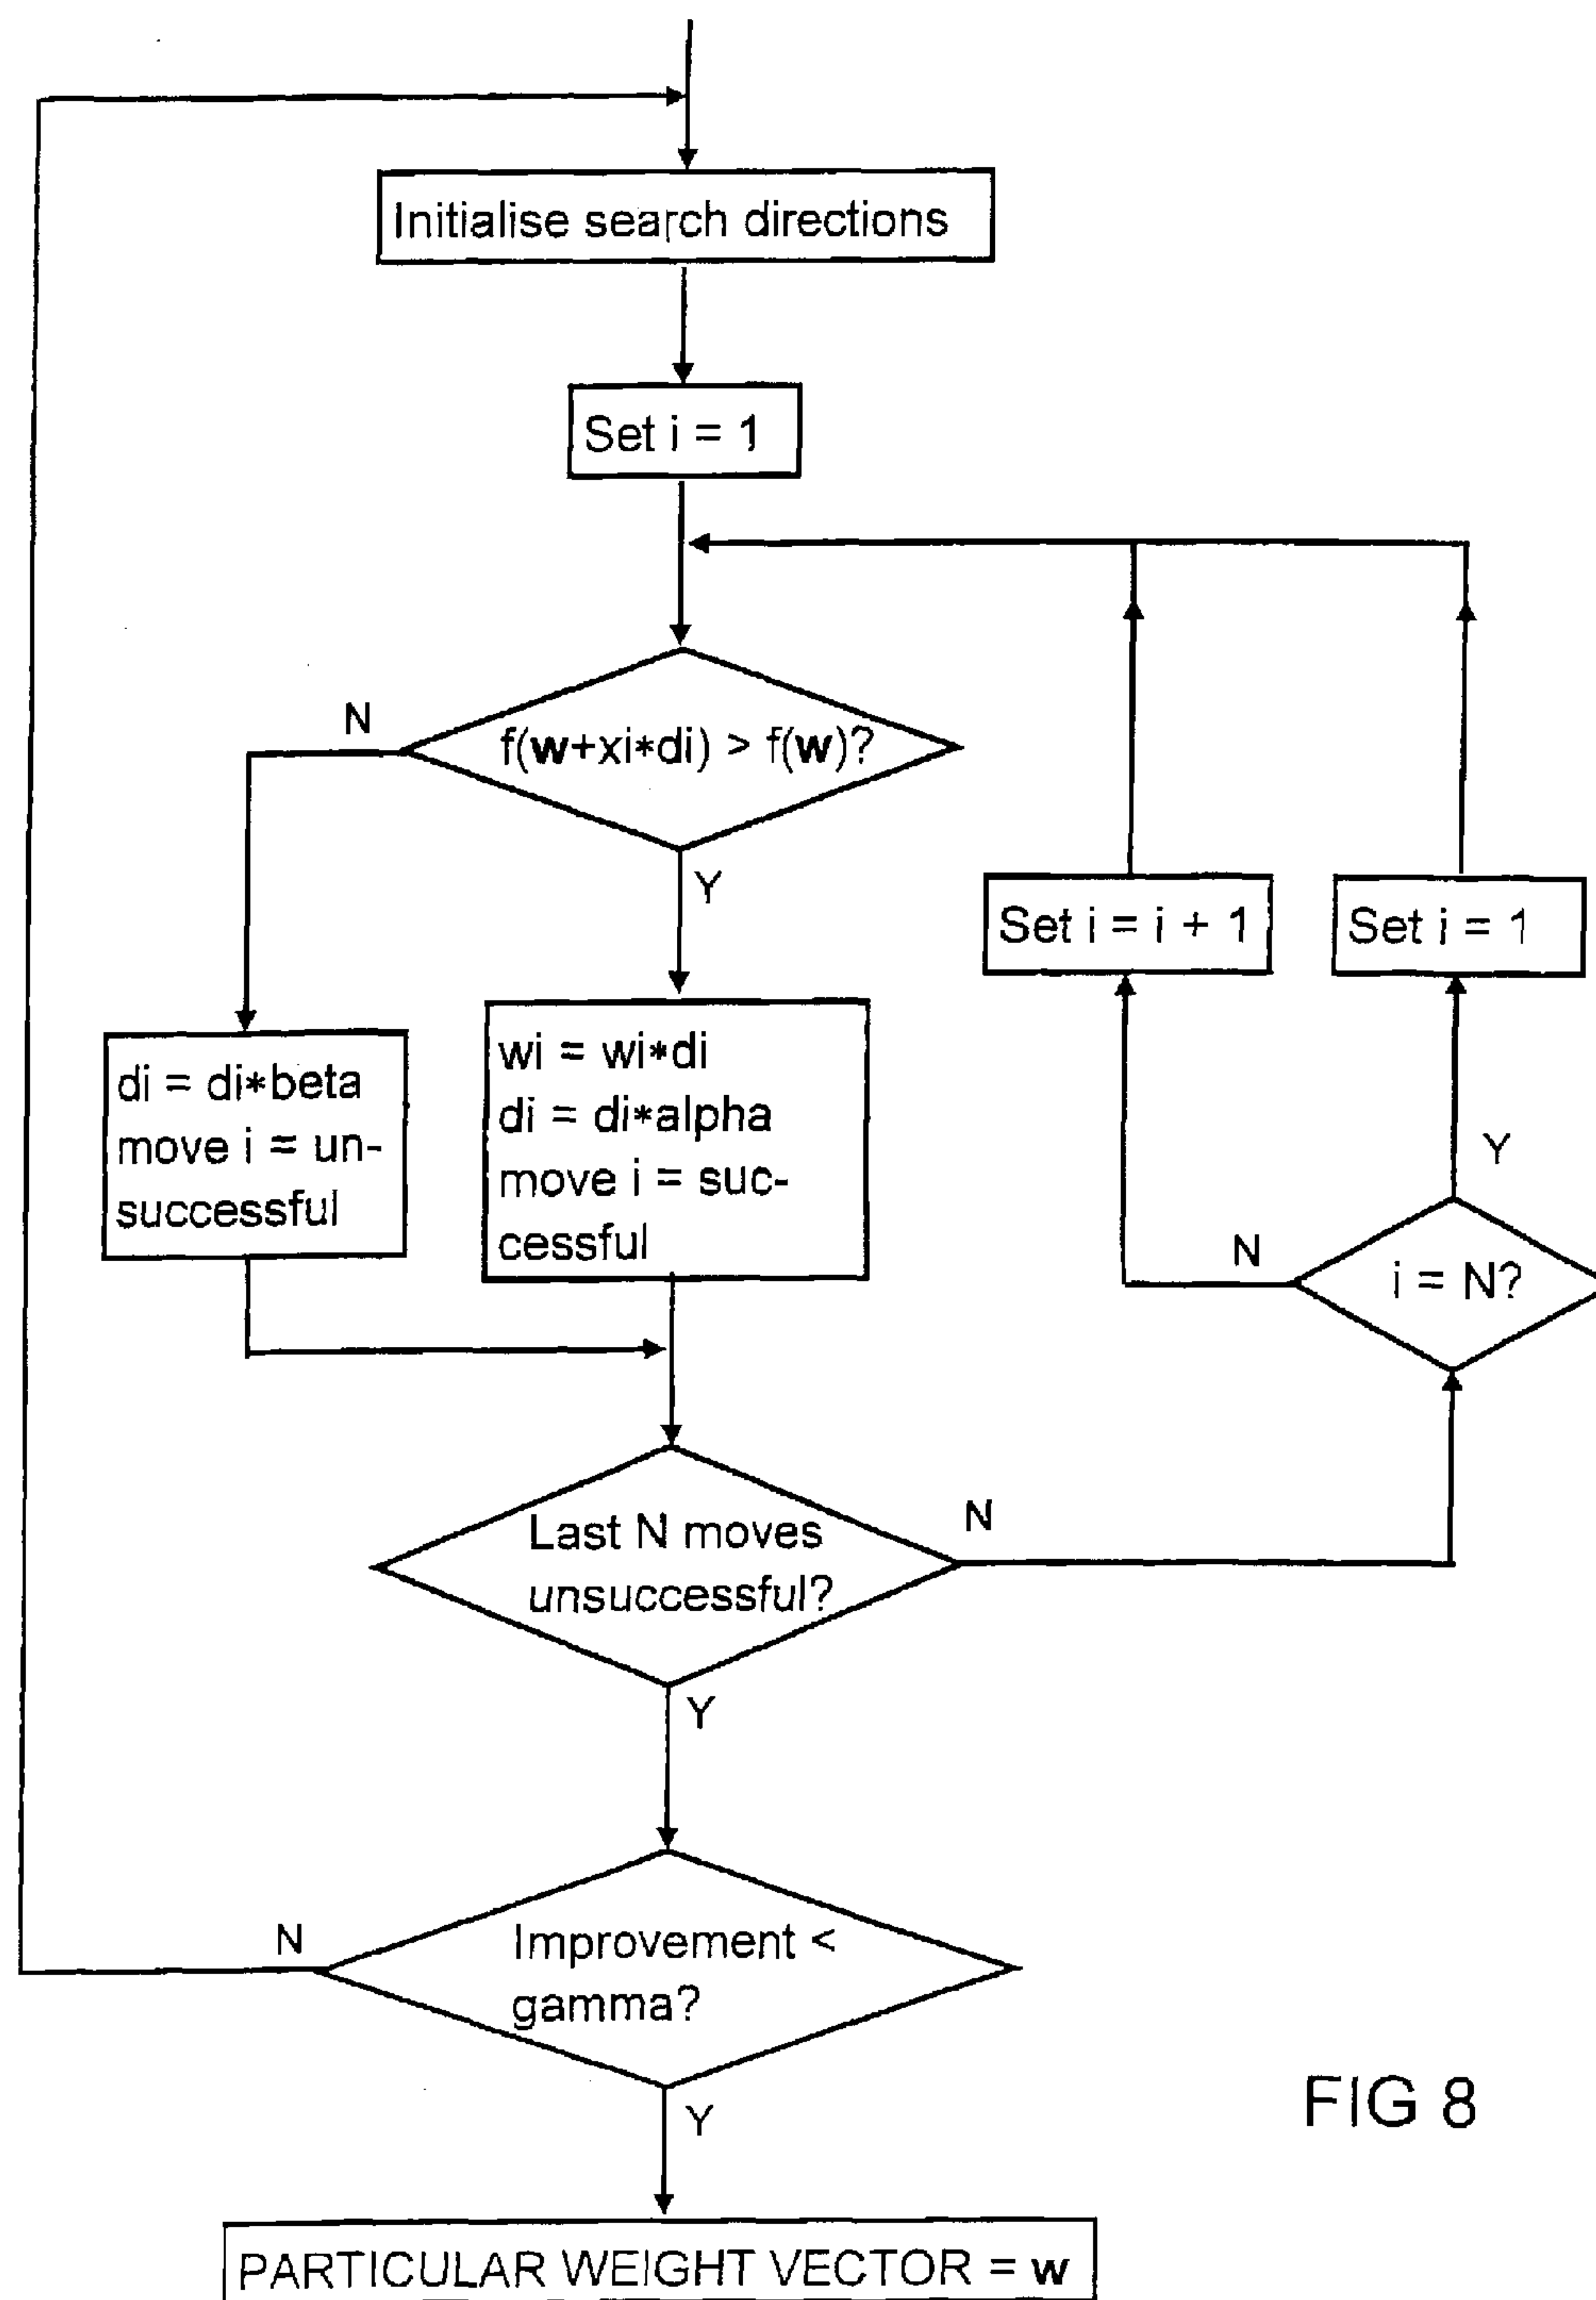 Initialise search directions
Set i = 1
N
f(w+xi*di) > f(w)?
Y
Set i = i + 1
Set i = 1
di = di*beta
move i = un-
successful
wi = wi*di
di = di*alpha
move i = suc-
cessful
Y
N
i = N?
Last N moves
unsuccessful?
N
Y
N
Improvement <
gamma?
Y
FIG 8
PARTICULAR WEIGHT VECTOR = w